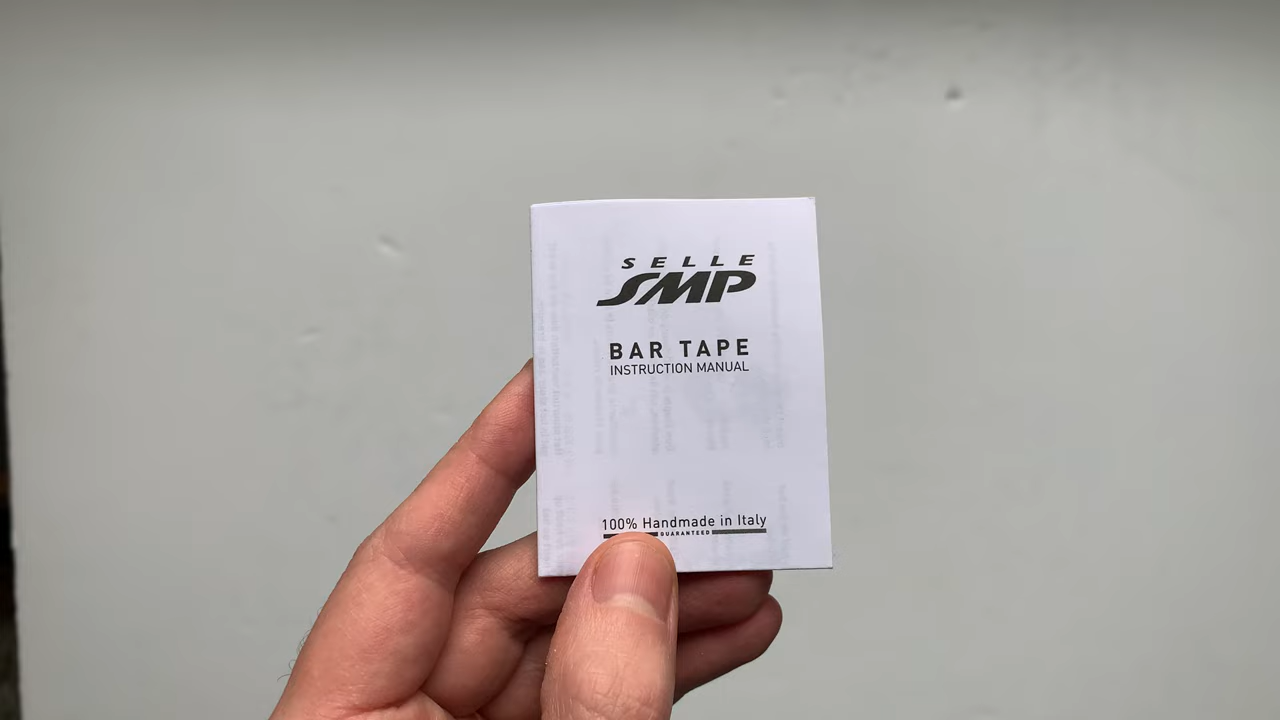 SELLE
SMP
BAR TAPE
INSTRUCTION MANUAL
100% Handmade in Italy
GUARANTEED